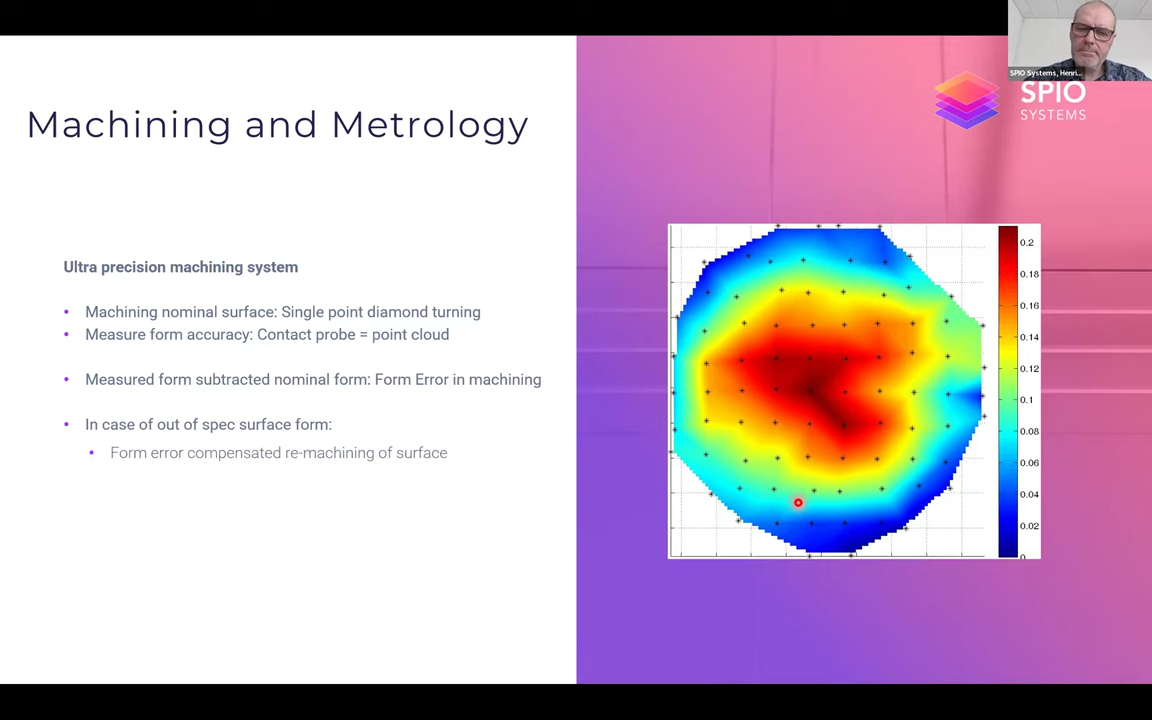 SPIO Systems, Henri...
SPIO
SYSTEMS
Machining and Metrology
Ultra precision machining system
• Machining nominal surface: Single point diamond turning
• Measure form accuracy: Contact probe = point cloud
• Measured form subtracted nominal form: Form Error in machining
• In case of out of spec surface form:
• Form error compensated re-machining of surface
0.2
0.18
0.16
0.14
0.12
0.1
0.08
0.06
0.04
0.02
0